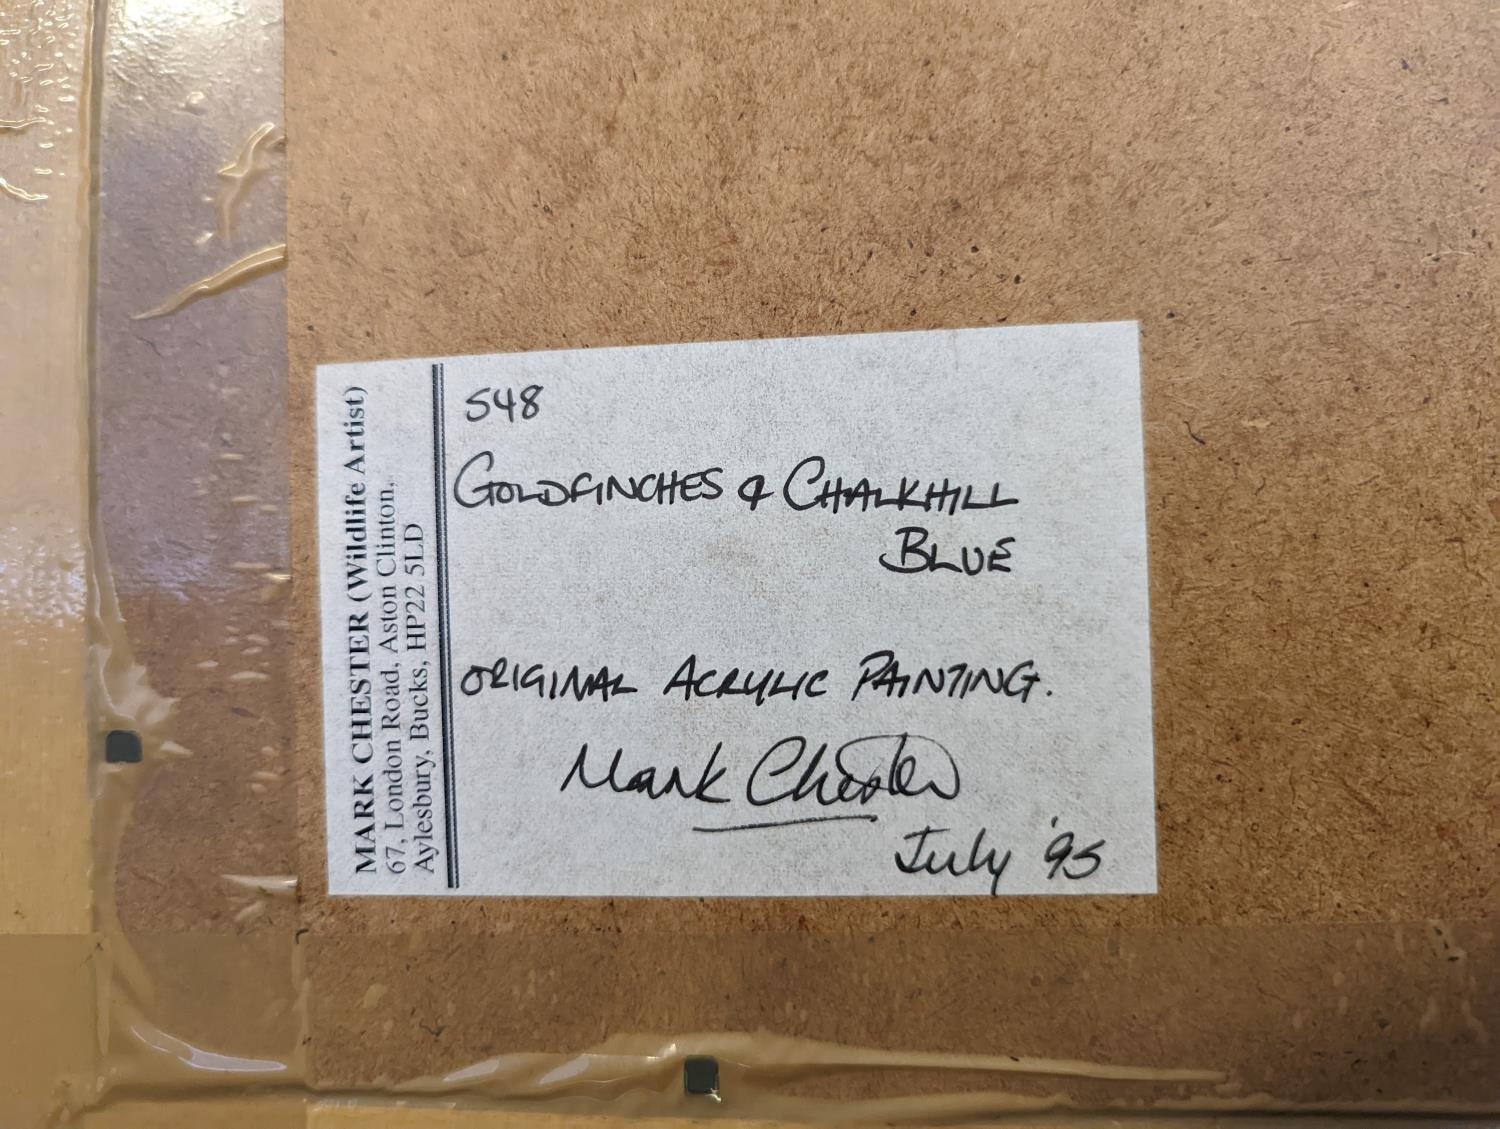 MARK CHESTER (Wildlife Artist)
67, London Road, Aston Clinton,
Aylesbury, Bucks, HP22 5LD
548
GOLDFINCHES & CHALKHILL
BLUE
ORIGINAL ACRYLIC PAINTING.
Mark Chester
July '95